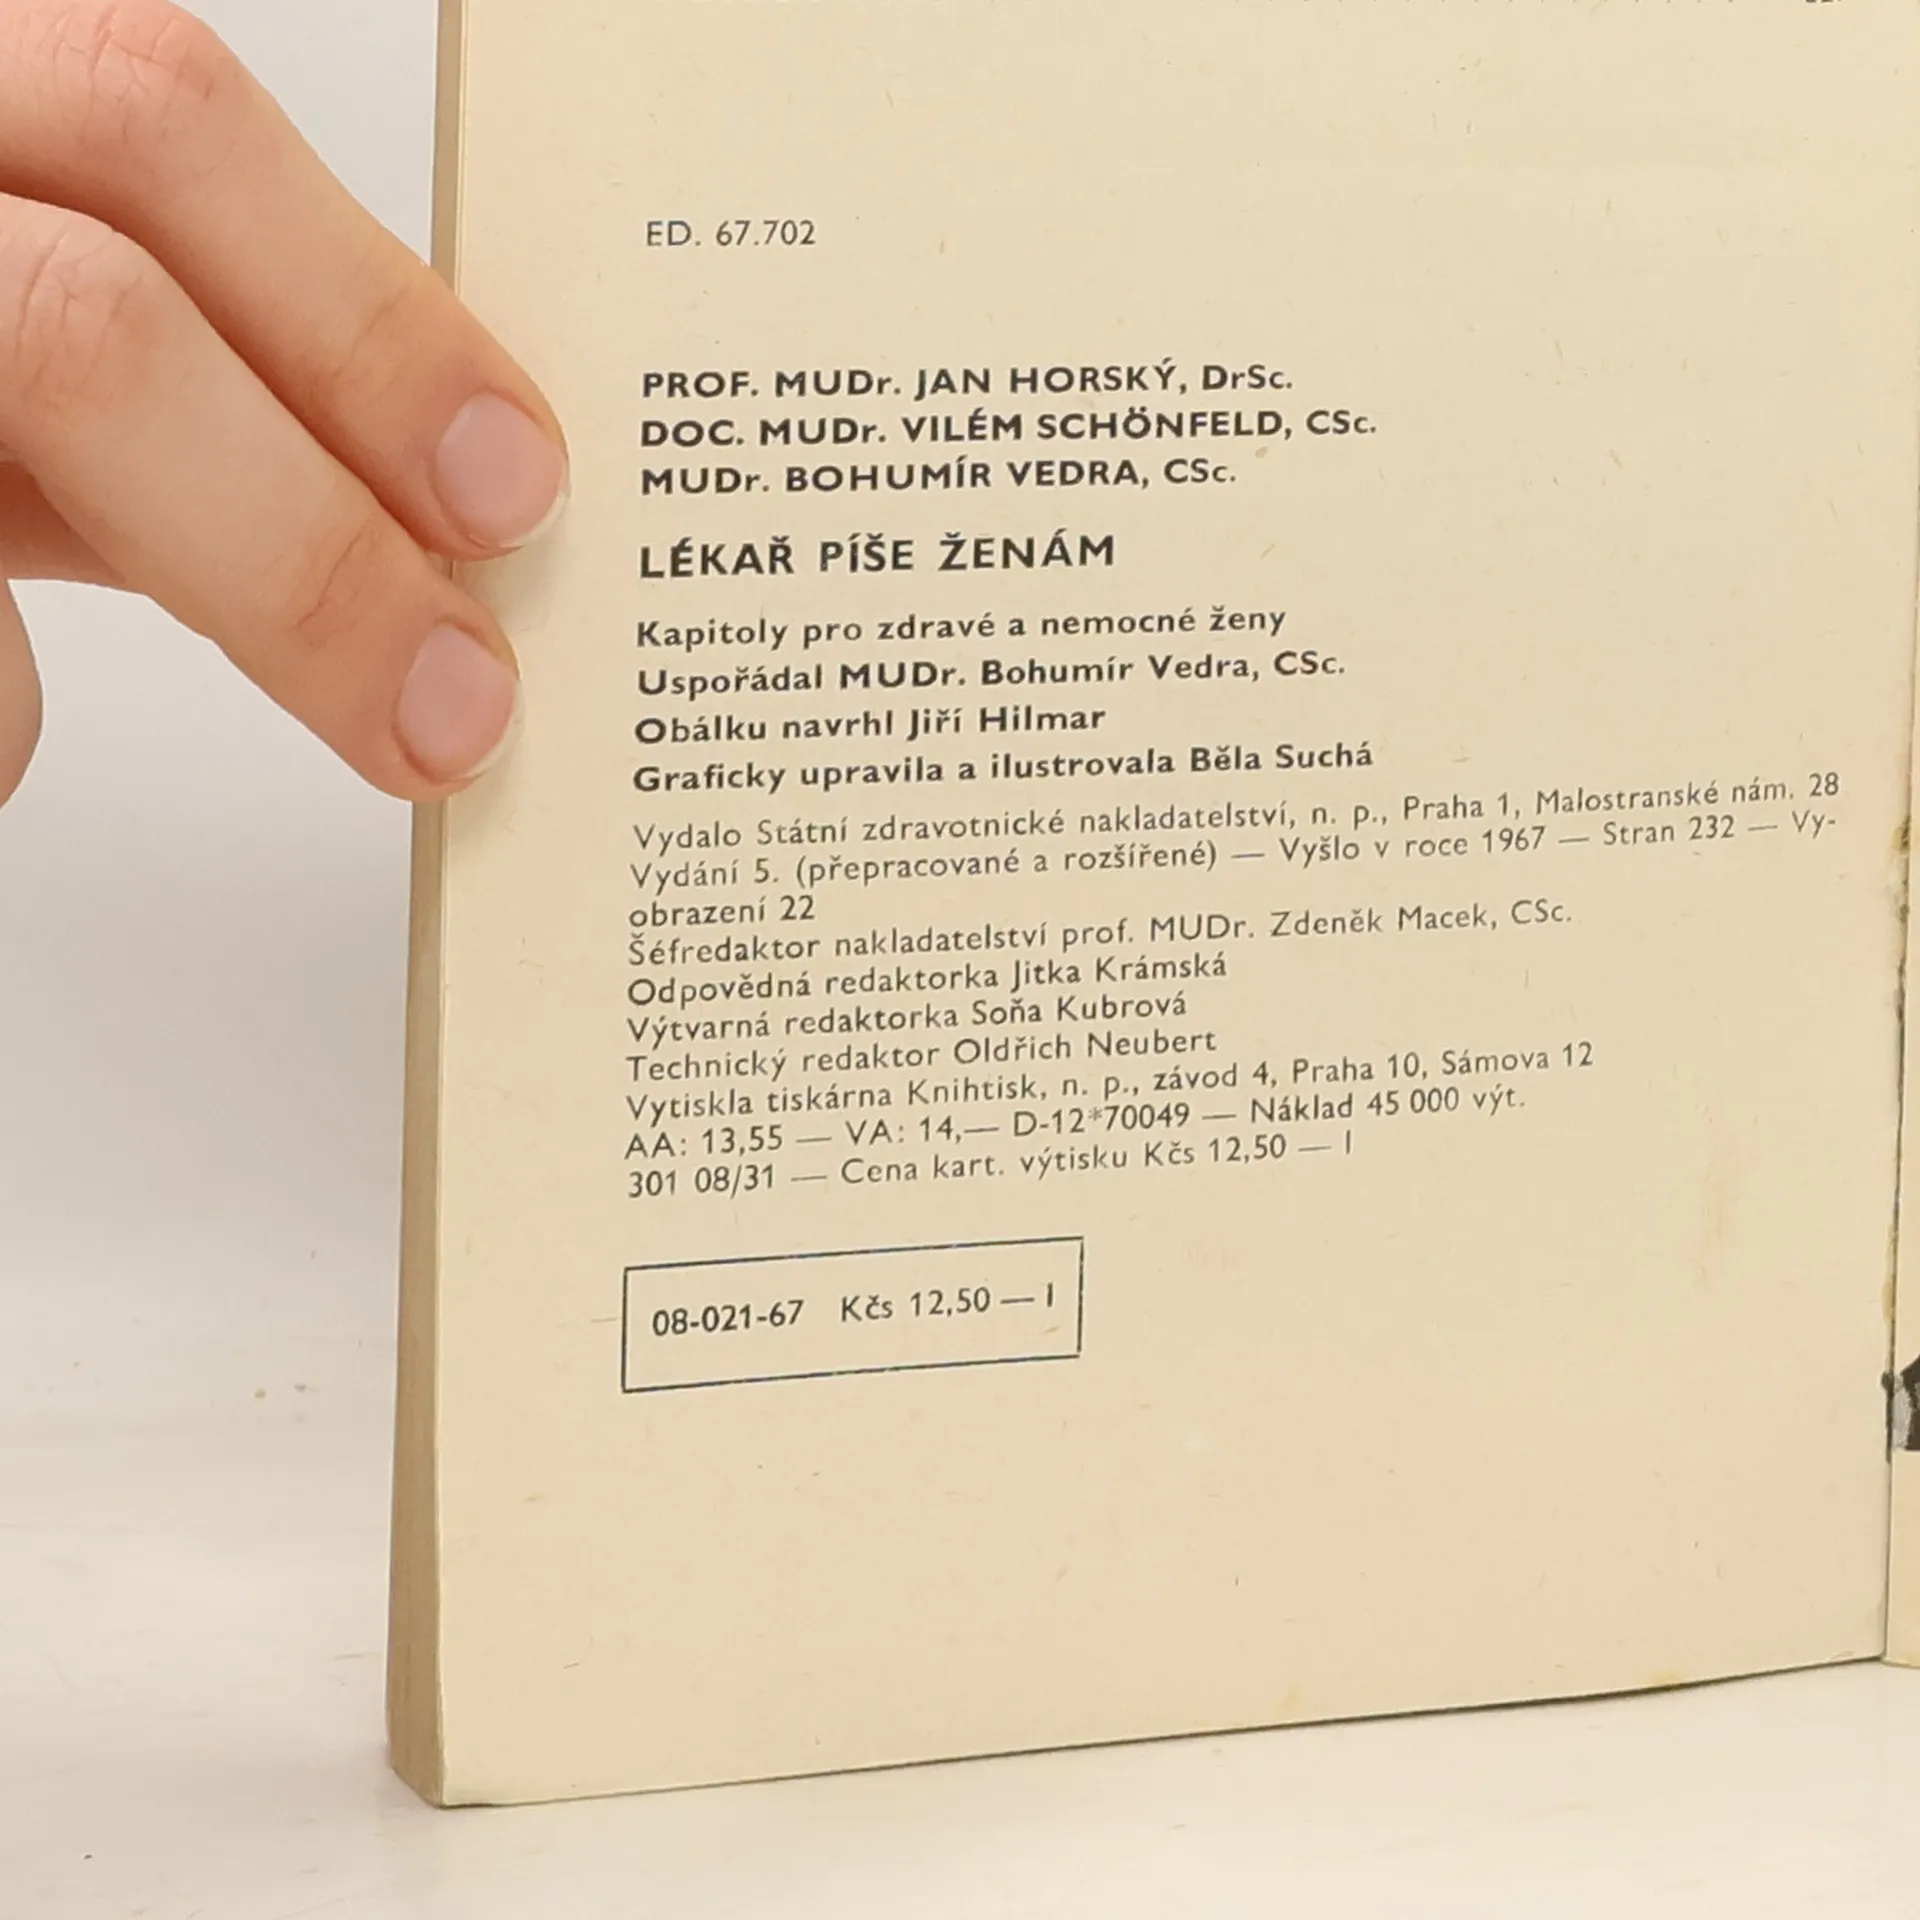 ED. 67.702
PROF. MUDr. JAN HORSKÝ, DrSc.
DOC. MUDr. VILÉM SCHÖNFELD, CSc.
MUDr. BOHUMÍR VEDRA, CSc.
LÉKAŘ PÍŠE ŽENÁM
Kapitoly pro zdravé a nemocné ženy
Uspořádal MUDr. Bohumír Vedra, CSc.
Obálku navrhl Jiří Hilmar
Graficky upravila a ilustrovala Běla Suchá
Vydalo Státní zdravotnické nakladatelství, n. p., Praha 1, Malostranské nám. 28
Vydání 5. (přepracované a rozšířené) — Vyšlo v roce 1967 — Stran 232 — Vy-
obrazení 22
Šéfredaktor nakladatelství prof. MUDr. Zdeněk Macek, CSc.
Odpovědná redaktorka Jitka Krámská
Výtvarná redaktorka Soňa Kubrová
Technický redaktor Oldřich Neubert
Vytiskla tiskárna Knihtisk, n. p., závod 4, Praha 10, Sámova 12
AA: 13,55 — VA: 14,— D-12*70049 — Náklad 45 000 výt.
301 08/31 — Cena kart. výtisku Kčs 12,50 — I
08-021-67 Kčs 12,50 — I